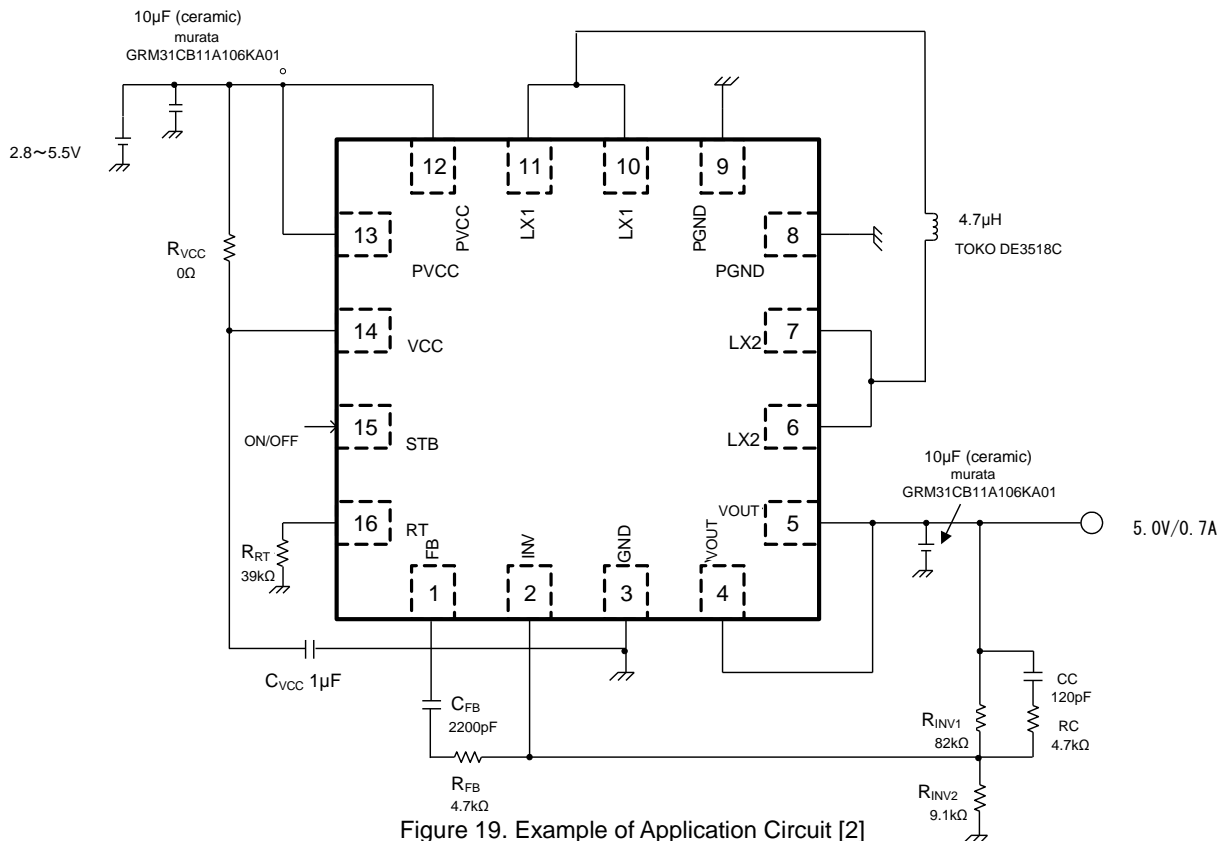 10µF (ceramic)
murata
GRM31CB11A106KA01
2.8～5.5V
12
11
10
9
PVCC
LX1
LX1
PGND
13
PVCC
8
PGND
4.7µH
TOKO DE3518C
RVCC
0Ω
14
VCC
7
LX2
ON/OFF
15
STB
6
LX2
10µF (ceramic)
murata
GRM31CB11A106KA01
16
RT
VOUT
5
5.0V/0.7A
RRT
39kΩ
FB
INV
GND
VOUT
1
2
3
4
CVCC 1µF
CFB
2200pF
RFB
4.7kΩ
RINV1
82kΩ
CC
120pF
RC
4.7kΩ
RINV2
9.1kΩ
Figure 19. Example of Application Circuit [2]